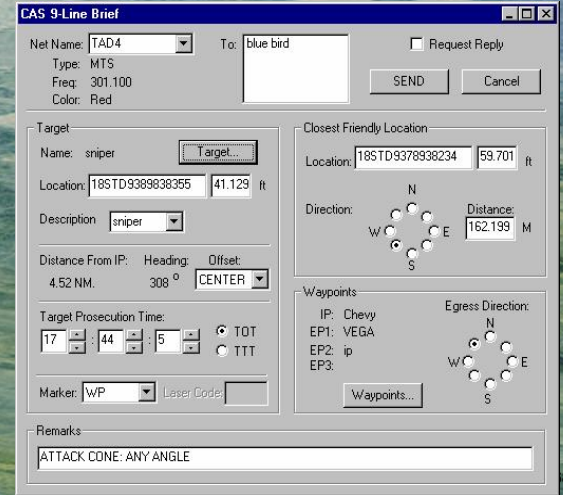 CAS 9-Line Brief
Net Name: TAD4 To: blue bird Request Reply
Type: MTS
Freq: 301.100 SEND Cancel
Color: Red
Target
Name: sniper Target...
Location: 18STD9389838355 41.129 ft
Description sniper
Distance From IP: Heading: Offset:
4.52 NM. 308 o CENTER
Target Prosecution Time:
17 : 44 : 5 TOT
TTT
Marker: WP Laser Code:
Closest Friendly Location
Location: 18STD9378938234 59.701 ft
N
Direction: Distance:
W E 162.199 M
S
Waypoints
IP: Chevy Egress Direction:
EP1: VEGA N
EP2: ip W E
EP3:
Waypoints... S
Remarks
ATTACK CONE: ANY ANGLE